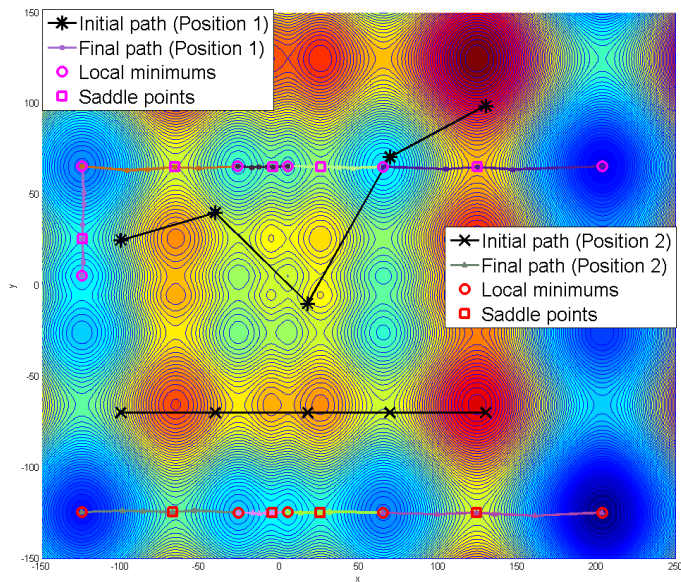 Initial path (Position 1)
Final path (Position 1)
Local minimums
Saddle points
Initial path (Position 2)
Final path (Position 2)
Local minimums
Saddle points
150
100
50
0
-50
-100
-150
y
-150
-100
-50
0
50
100
150
200
250
x